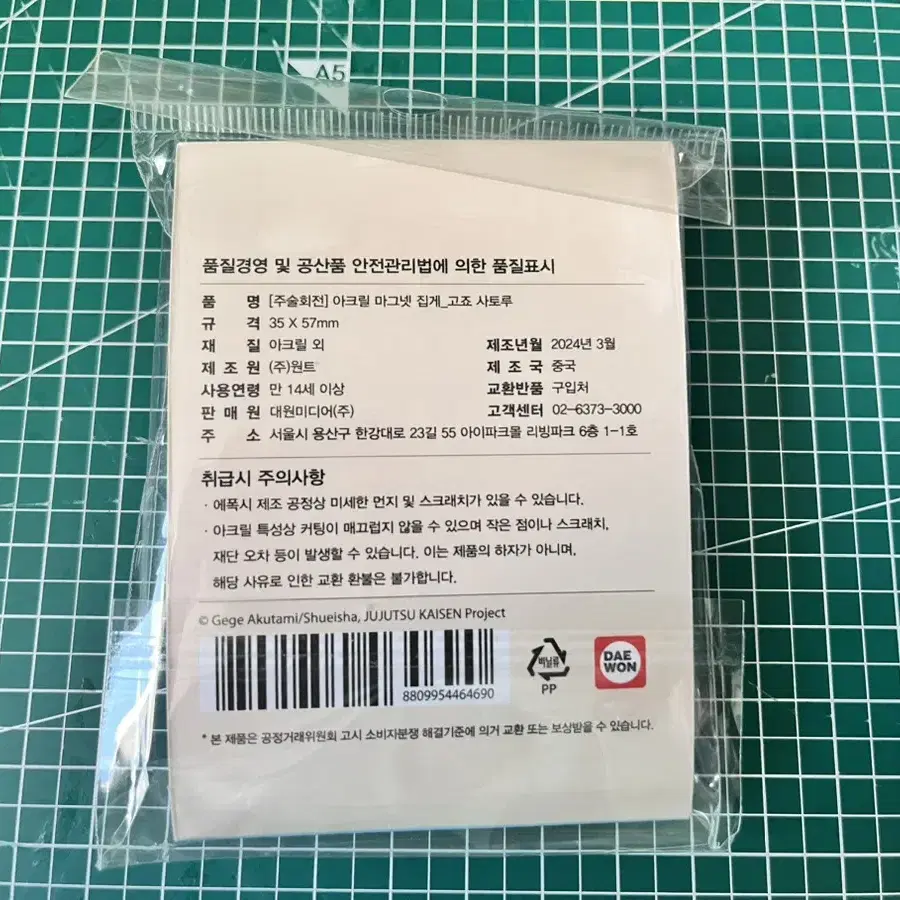 A5
품질경영 및 공산품 안전관리법에 의한 품질표시
품 명 [주술회전] 아크릴 마그넷 집게_고죠 사토루
규 격 35 X 57mm
재 질 아크릴 외 제조년월 2024년 3월
제 조 원 (주)원트 제 조 국 중국
사용연령 만 14세 이상 교환반품 구입처
판 매 원 대원미디어(주) 고객센터 02-6373-3000
주 소 서울시 용산구 한강대로 23길 55 아이파크몰 리빙파크 6층 1-1호
취급시 주의사항
· 에폭시 제조 공정상 미세한 먼지 및 스크래치가 있을 수 있습니다.
· 아크릴 특성상 커팅이 매끄럽지 않을 수 있으며 작은 점이나 스크래치,
재단 오차 등이 발생할 수 있습니다. 이는 제품의 하자가 아니며,
해당 사유로 인한 교환 환불은 불가합니다.
© Gege Akutami/Shueisha, JUJUTSU KAISEN Project
8809954464690
비닐류
PP
DAE
WON
* 본 제품은 공정거래위원회 고시 소비자분쟁 해결기준에 의거 교환 또는 보상받을 수 있습니다.